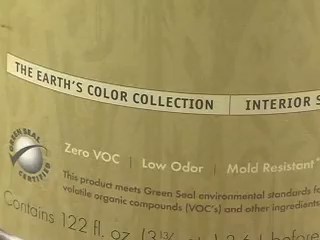 THE EARTH'S COLOR COLLECTION | INTERIOR S
GREEN SEAL
CERTIFIED
Zero VOC | Low Odor | Mold Resistant*
This product meets Green Seal environmental standards fo
volatile organic compounds (VOC's) and other ingredients
Contains 122 fl. oz.